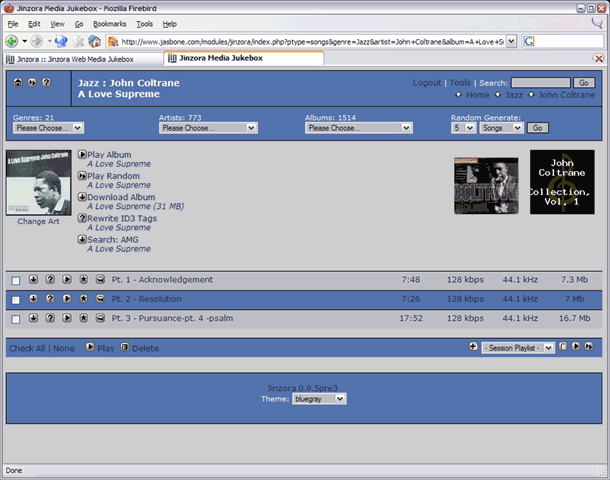 Jinzora Media Jukebox - Mozilla Firebird
File Edit View Go Bookmarks Tools Help
http://www.jasbone.com/modules/jinzora/index.php?ptype=songs&genre=Jazz&artist=John+Coltrane&album=A+Love+S
Jinzora :: Jinzora Web Media Jukebox
Jinzora Media Jukebox
Jazz : John Coltrane
A Love Supreme
Logout | Tools | Search: Go
Home Jazz John Coltrane
Genres: 21 Artists: 773 Albums: 1514 Random Generate:
Please Choose... Please Choose... Please Choose... 5 Songs Go
A Love Supreme John Coltrane
Change Art
Play Album
A Love Supreme
Play Random
A Love Supreme
Download Album
A Love Supreme (31 MB)
Rewrite ID3 Tags
A Love Supreme
Search: AMG
A Love Supreme
COLTRANE
John
Coltrane
Collection,
Vol. 1
Pt. 1 - Acknowledgement 7:48 128 kbps 44.1 kHz 7.3 Mb
Pt. 2 - Resolution 7:26 128 kbps 44.1 kHz 7 Mb
Pt. 3 - Pursuance-pt. 4 -psalm 17:52 128 kbps 44.1 kHz 16.7 Mb
Check All | None Play Delete - Session Playlist -
Jinzora 0.9.5pre3
Theme: bluegray
Done